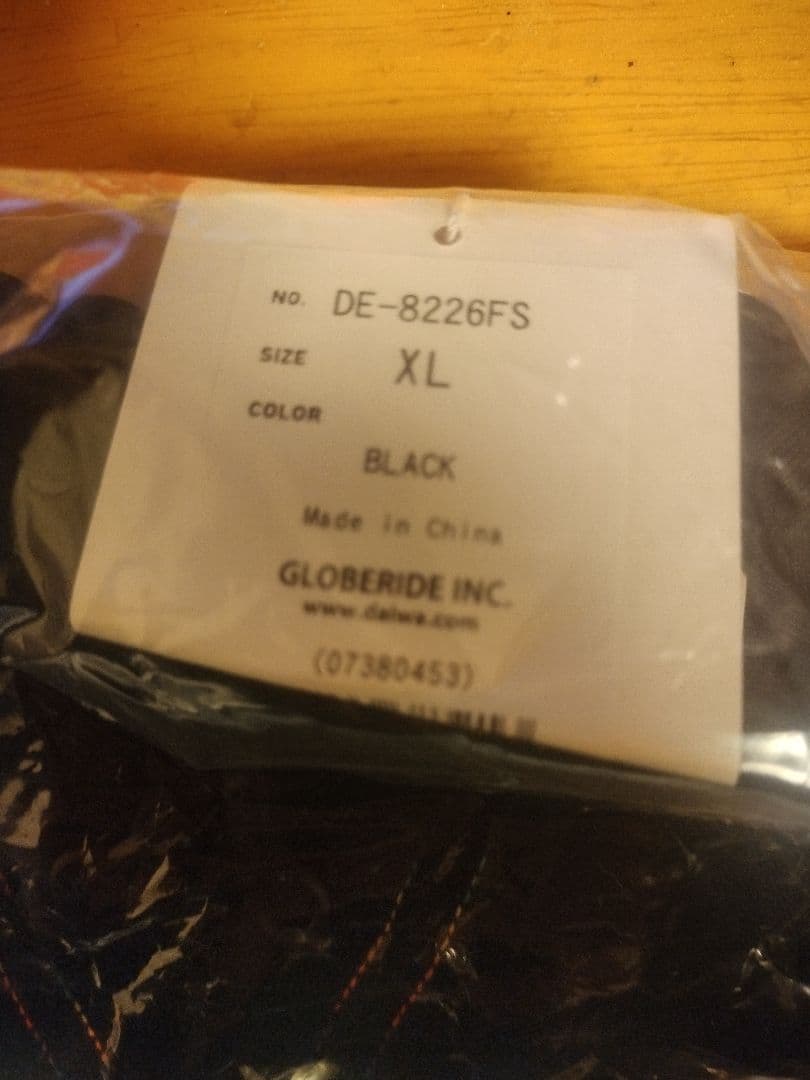 NO. DE-8226FS
SIZE XL
COLOR
BLACK
Made in China
GLOBERIDE INC.
www.daiwa.com
(07380453)